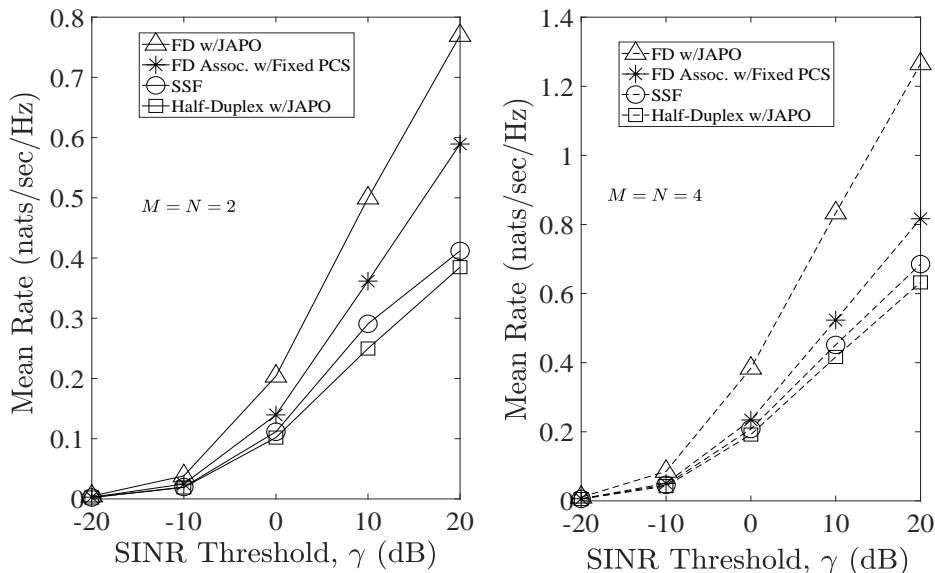 0.8
0.7
0.6
0.5
0.4
0.3
0.2
0.1
0
-20 -10 0 10 20
Mean Rate (nats/sec/Hz)
SINR Threshold, γ (dB)
FD w/JAPO
FD Assoc. w/Fixed PCS
SSF
Half-Duplex w/JAPO
M = N = 2
1.4
1.2
1
0.8
0.6
0.4
0.2
0
-20 -10 0 10 20
Mean Rate (nats/sec/Hz)
SINR Threshold, γ (dB)
FD w/JAPO
FD Assoc. w/Fixed PCS
SSF
Half-Duplex w/JAPO
M = N = 4